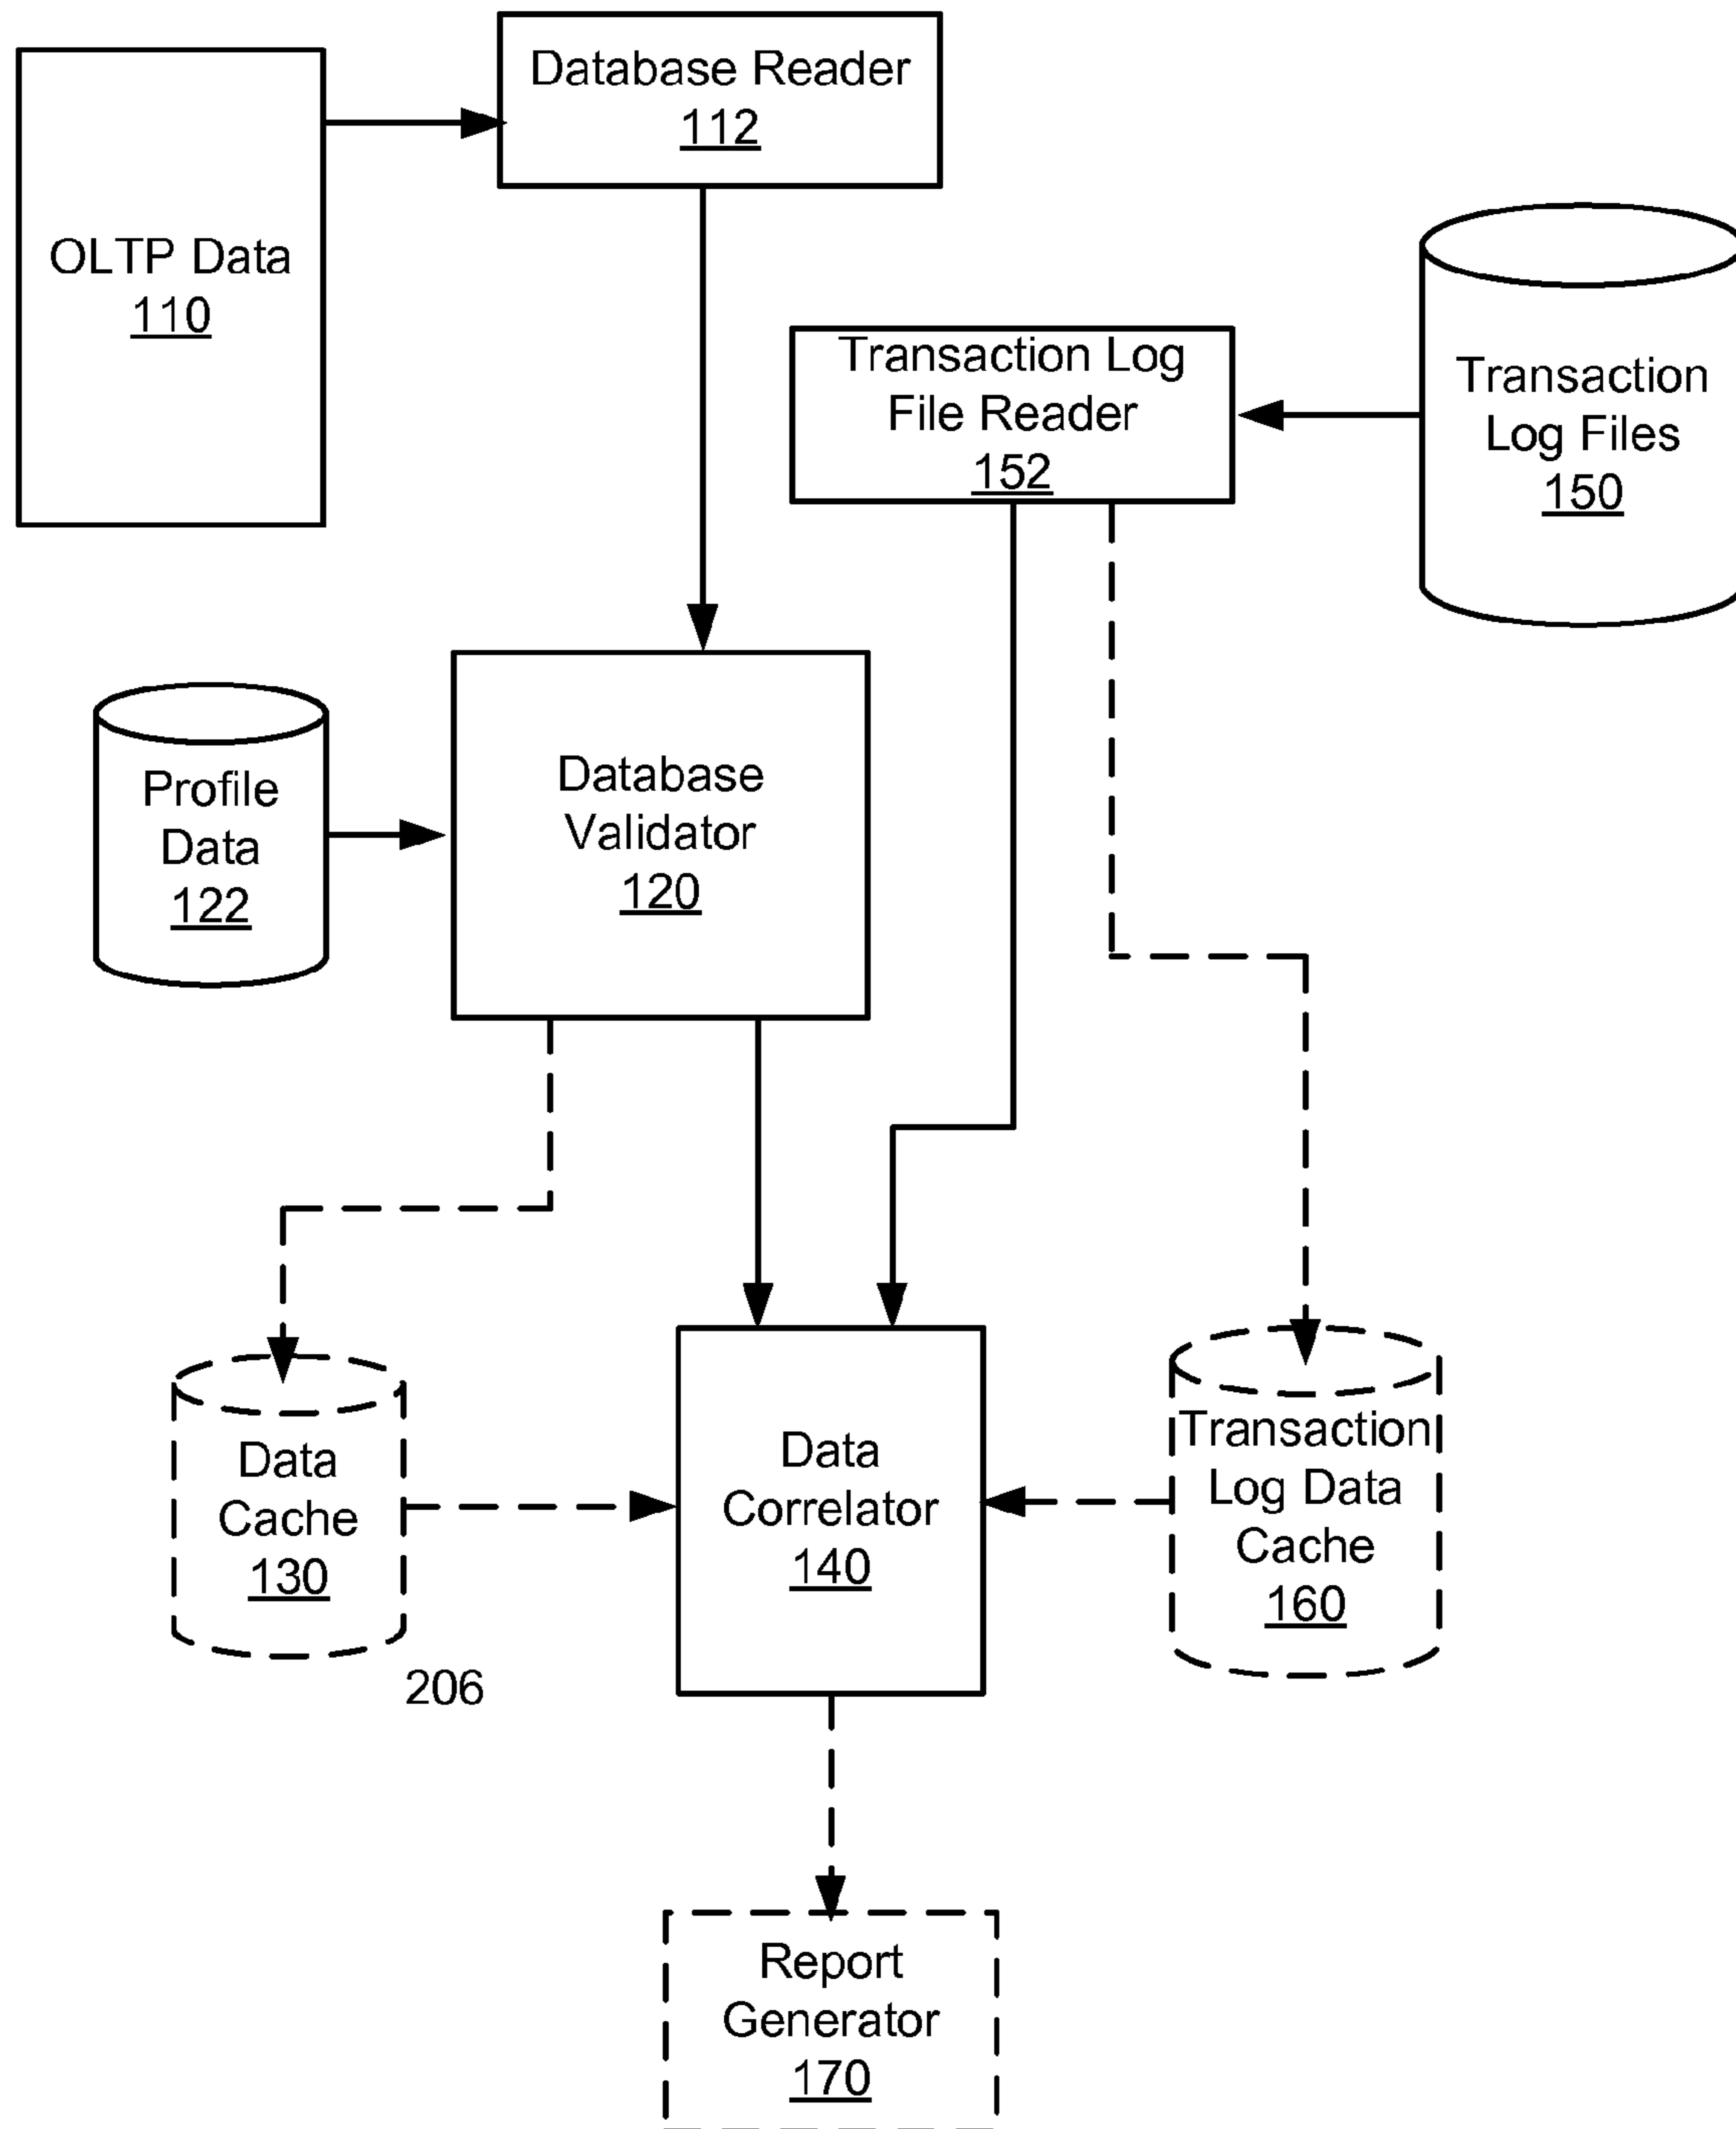 Database Reader
112
OLTP Data
110
Transaction Log
File Reader
152
Transaction
Log Files
150
Profile
Data
122
Database
Validator
120
Data
Cache
130
206
Data
Correlator
140
Transaction
Log Data
Cache
160
Report
Generator
170